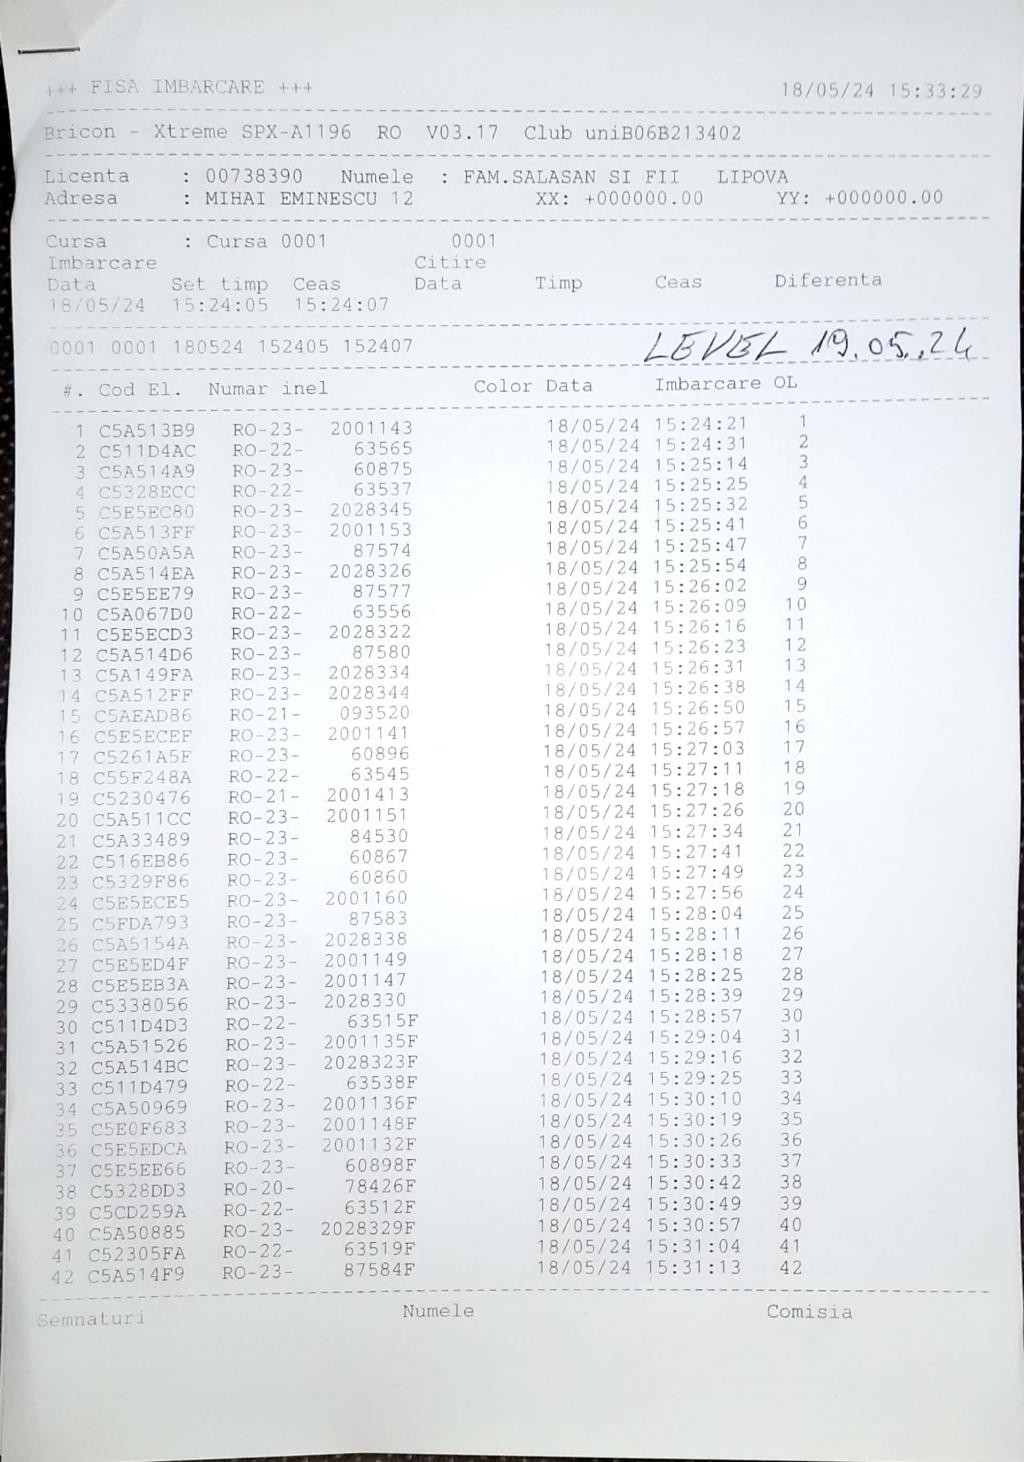 +++ FISA IMBARCARE +++ 18/05/24 15:33:29
Bricon - Xtreme SPX-A1196 RO V03.17 Club uniB06B213402
Licenta : 00738390 Numele : FAM.SALASAN SI FII LIPOVA
Adresa : MIHAI EMINESCU 12 XX: +000000.00 YY: +000000.00
Cursa : Cursa 0001 0001
Imbarcare Citire
Data Set timp Ceas Data Timp Ceas Diferenta
18/05/24 15:24:05 15:24:07
0001 0001 180524 152405 152407 LEVEL 19.05.24
#. Cod El. Numar inel Color Data Imbarcare OL
1 C5A513B9 RO-23- 2001143 18/05/24 15:24:21 1
2 C511D4AC RO-22- 63565 18/05/24 15:24:31 2
3 C5A514A9 RO-23- 60875 18/05/24 15:25:14 3
4 C5328ECC RO-22- 63537 18/05/24 15:25:25 4
5 C5E5EC80 RO-23- 2028345 18/05/24 15:25:32 5
6 C5A513FF RO-23- 2001153 18/05/24 15:25:41 6
7 C5A50A5A RO-23- 87574 18/05/24 15:25:47 7
8 C5A514EA RO-23- 2028326 18/05/24 15:25:54 8
9 C5E5EE79 RO-23- 87577 18/05/24 15:26:02 9
10 C5A067D0 RO-22- 63556 18/05/24 15:26:09 10
11 C5E5ECD3 RO-23- 2028322 18/05/24 15:26:16 11
12 C5A514D6 RO-23- 87580 18/05/24 15:26:23 12
13 C5A149FA RO-23- 2028334 18/05/24 15:26:31 13
14 C5A512FF RO-23- 2028344 18/05/24 15:26:38 14
15 C5AEAD86 RO-21- 093520 18/05/24 15:26:50 15
16 C5E5ECEF RO-23- 2001141 18/05/24 15:26:57 16
17 C5261A5F RO-23- 60896 18/05/24 15:27:03 17
18 C55F248A RO-22- 63545 18/05/24 15:27:11 18
19 C5230476 RO-21- 2001413 18/05/24 15:27:18 19
20 C5A511CC RO-23- 2001151 18/05/24 15:27:26 20
21 C5A33489 RO-23- 84530 18/05/24 15:27:34 21
22 C516EB86 RO-23- 60867 18/05/24 15:27:41 22
23 C5329F86 RO-23- 60860 18/05/24 15:27:49 23
24 C5E5ECE5 RO-23- 2001160 18/05/24 15:27:56 24
25 C5FDA793 RO-23- 87583 18/05/24 15:28:04 25
26 C5A5154A RO-23- 2028338 18/05/24 15:28:11 26
27 C5E5ED4F RO-23- 2001149 18/05/24 15:28:18 27
28 C5E5EB3A RO-23- 2001147 18/05/24 15:28:25 28
29 C5338056 RO-23- 2028330 18/05/24 15:28:39 29
30 C511D4D3 RO-22- 63515F 18/05/24 15:28:57 30
31 C5A51526 RO-23- 2001135F 18/05/24 15:29:04 31
32 C5A514BC RO-23- 2028323F 18/05/24 15:29:16 32
33 C511D479 RO-22- 63538F 18/05/24 15:29:25 33
34 C5A50969 RO-23- 2001136F 18/05/24 15:30:10 34
35 C5E0F683 RO-23- 2001148F 18/05/24 15:30:19 35
36 C5E5EDCA RO-23- 2001132F 18/05/24 15:30:26 36
37 C5E5EE66 RO-23- 60898F 18/05/24 15:30:33 37
38 C5328DD3 RO-20- 78426F 18/05/24 15:30:42 38
39 C5CD259A RO-22- 63512F 18/05/24 15:30:49 39
40 C5A50885 RO-23- 2028329F 18/05/24 15:30:57 40
41 C52305FA RO-22- 63519F 18/05/24 15:31:04 41
42 C5A514F9 RO-23- 87584F 18/05/24 15:31:13 42
Semnaturi Numele Comisia